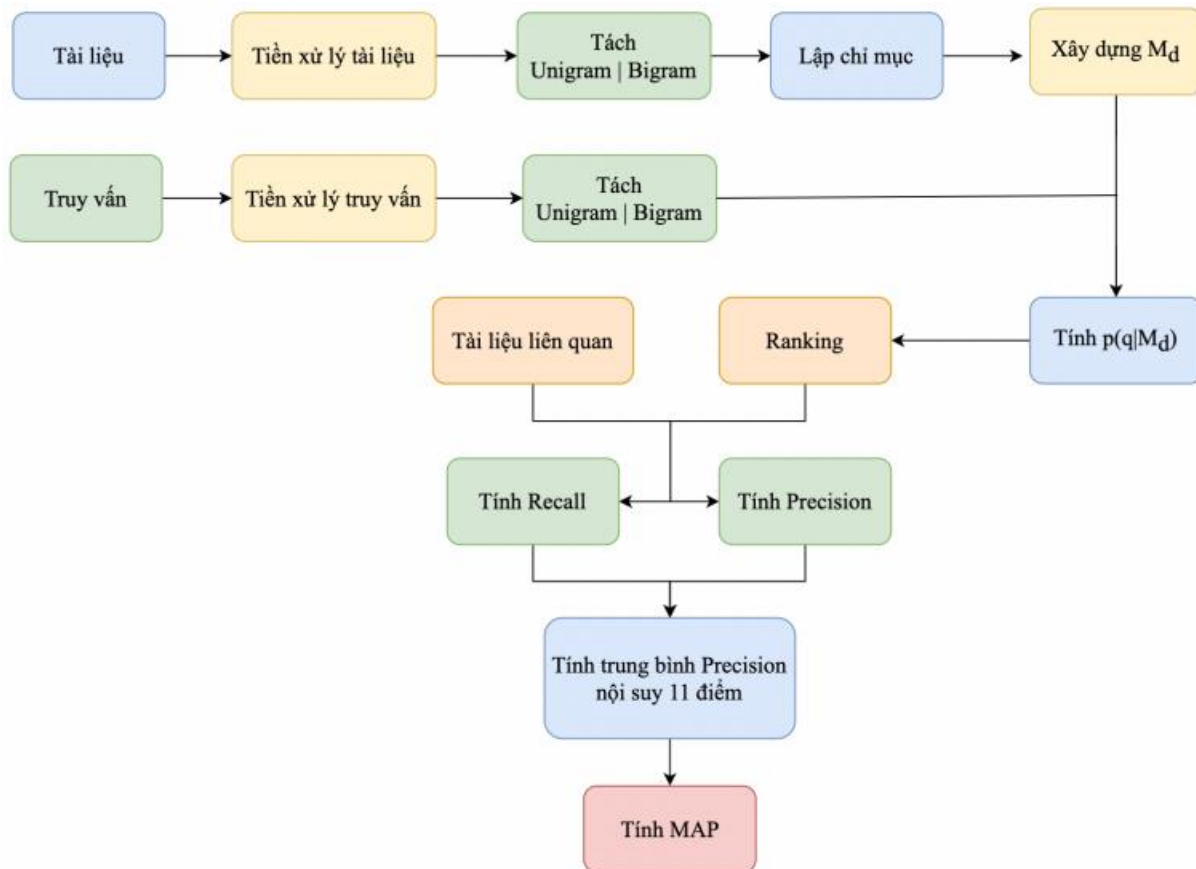 Tài liệu
Tiền xử lý tài liệu
Tách
Unigram | Bigram
Lập chỉ mục
Xây dựng Md
Truy vấn
Tiền xử lý truy vấn
Tách
Unigram | Bigram
Tài liệu liên quan
Ranking
Tính p(q|Md)
Tính Recall
Tính Precision
Tính trung bình Precision
nội suy 11 điểm
Tính MAP